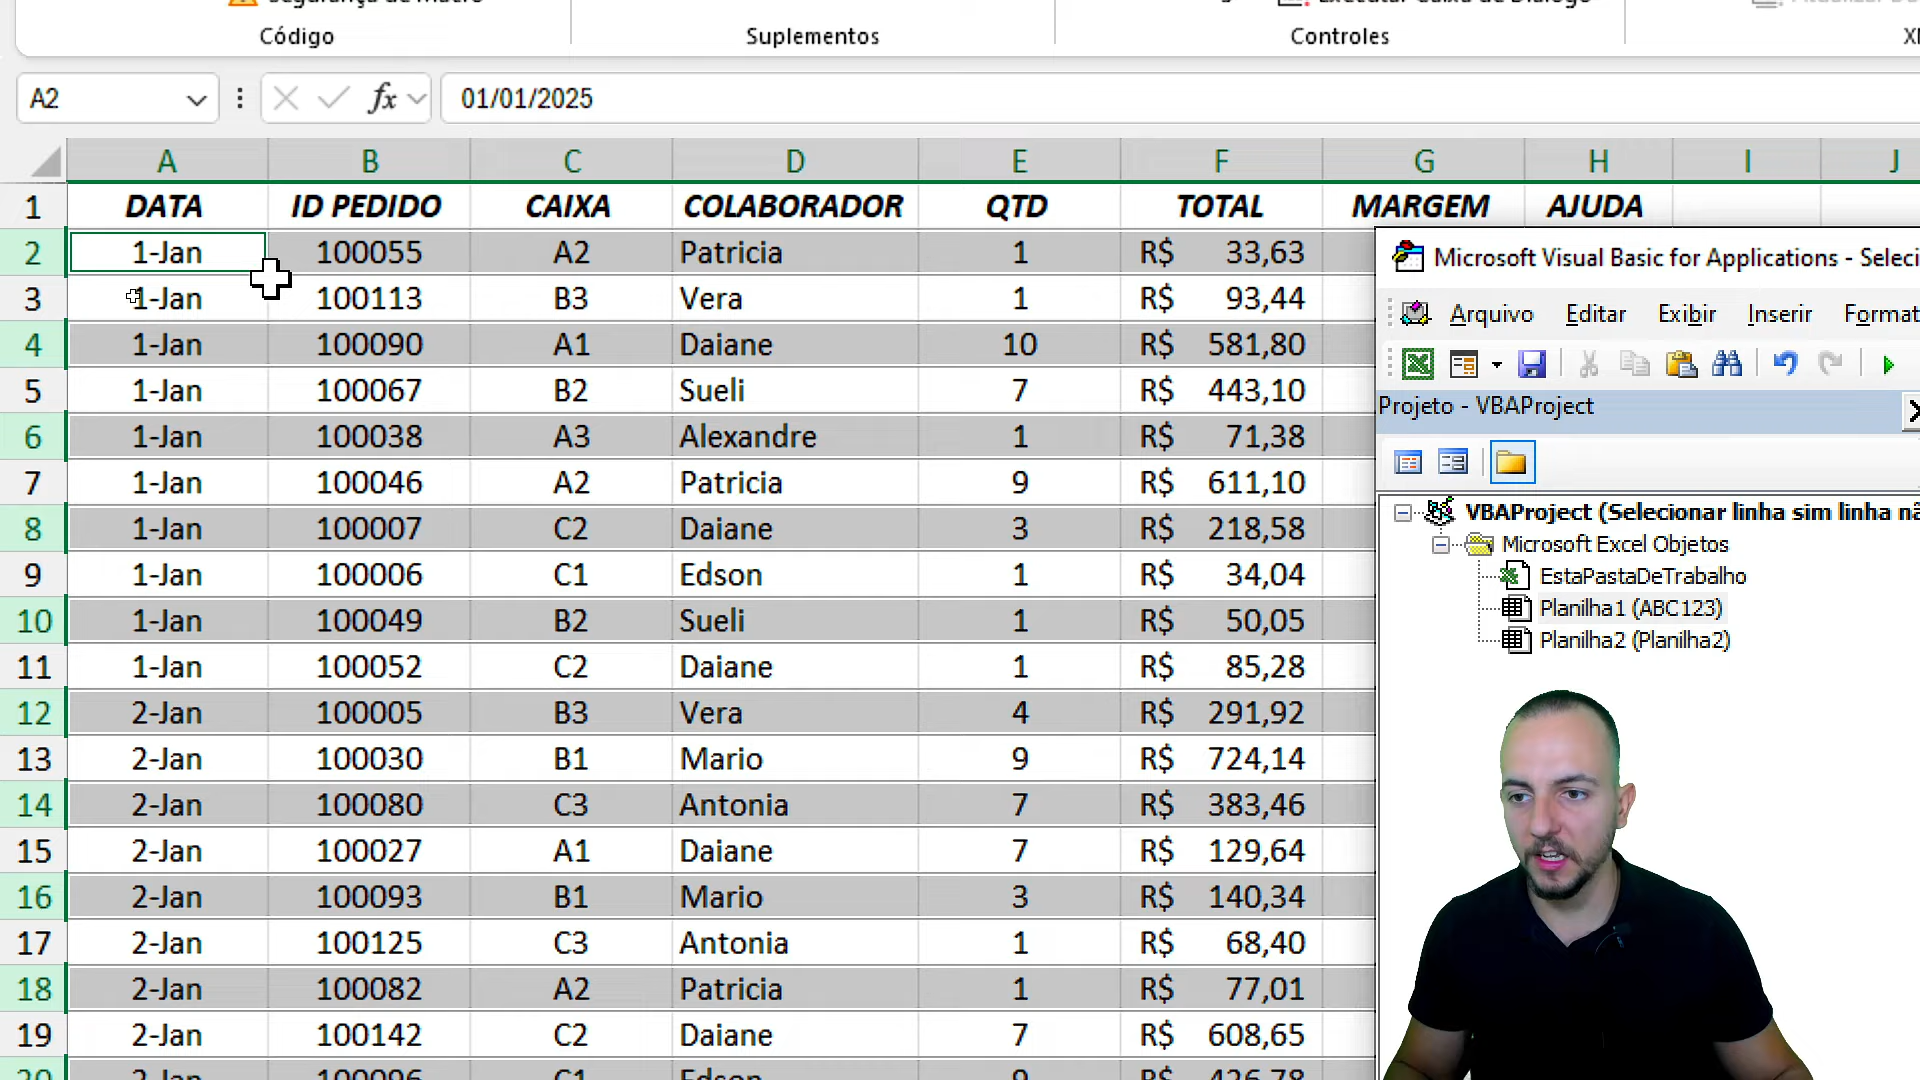 Código
Suplementos
Controles
A2
fx
01/01/2025
A B C D E F G H I J
1 DATA ID PEDIDO CAIXA COLABORADOR QTD TOTAL MARGEM AJUDA
2 1-Jan 100055 A2 Patricia 1 R$ 33,63
3 1-Jan 100113 B3 Vera 1 R$ 93,44
4 1-Jan 100090 A1 Daiane 10 R$ 581,80
5 1-Jan 100067 B2 Sueli 7 R$ 443,10
6 1-Jan 100038 A3 Alexandre 1 R$ 71,38
7 1-Jan 100046 A2 Patricia 9 R$ 611,10
8 1-Jan 100007 C2 Daiane 3 R$ 218,58
9 1-Jan 100006 C1 Edson 1 R$ 34,04
10 1-Jan 100049 B2 Sueli 1 R$ 50,05
11 1-Jan 100052 C2 Daiane 1 R$ 85,28
12 2-Jan 100005 B3 Vera 4 R$ 291,92
13 2-Jan 100030 B1 Mario 9 R$ 724,14
14 2-Jan 100080 C3 Antonia 7 R$ 383,46
15 2-Jan 100027 A1 Daiane 7 R$ 129,64
16 2-Jan 100093 B1 Mario 3 R$ 140,34
17 2-Jan 100125 C3 Antonia 1 R$ 68,40
18 2-Jan 100082 A2 Patricia 1 R$ 77,01
19 2-Jan 100142 C2 Daiane 7 R$ 608,65
Microsoft Visual Basic for Applications - Seleci
Arquivo Editar Exibir Inserir Format
Projeto - VBAProject
VBAProject (Selecionar linha sim linha nã
Microsoft Excel Objetos
EstaPastaDeTrabalho
Planilha1 (ABC123)
Planilha2 (Planilha2)